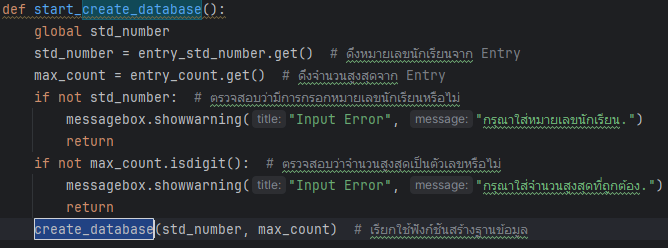 def start_create_database():
global std_number
std_number = entry_std_number.get()  # ดึงหมายเลขนักเรียนจาก Entry
max_count = entry_count.get()  # ดึงจำนวนสูงสุดจาก Entry
if not std_number:  # ตรวจสอบว่ามีการกรอกหมายเลขนักเรียนหรือไม่
messagebox.showwarning( title: "Input Error",  message: "กรุณาใส่หมายเลขนักเรียน.")
return
if not max_count.isdigit():  # ตรวจสอบว่าจำนวนสูงสุดเป็นตัวเลขหรือไม่
messagebox.showwarning( title: "Input Error",  message: "กรุณาใส่จำนวนสูงสุดที่ถูกต้อง.")
return
create_database(std_number, max_count)  # เรียกใช้ฟังก์ชันสร้างฐานข้อมูล